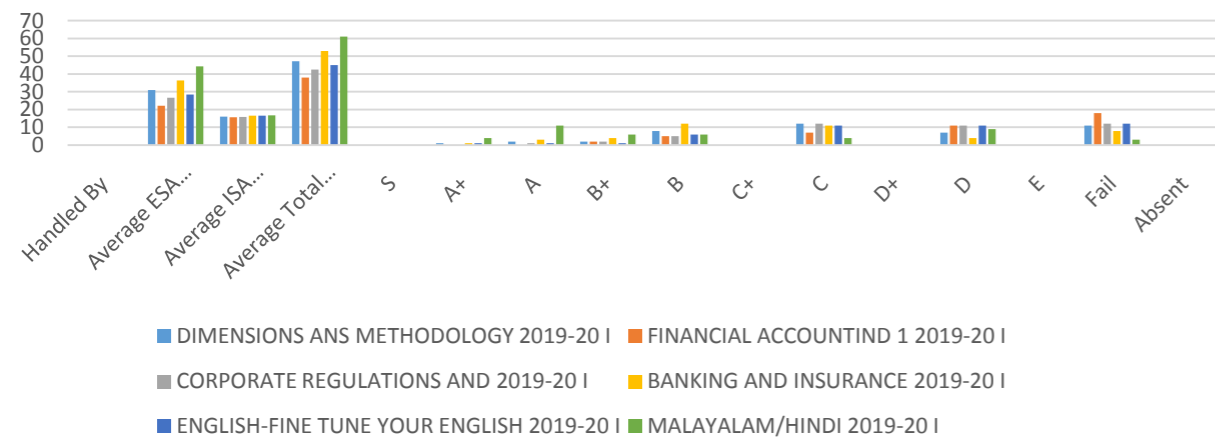 70
60
50
40
30
20
10
0
Handled By
Average ESA...
Average ISA...
Average Total...
S
A+
A
B+
B
C+
C
D+
D
E
Fail
Absent
DIMENSIONS ANS METHODOLOGY 2019-20 I FINANCIAL ACCOUNTIND 1 2019-20 I
CORPORATE REGULATIONS AND 2019-20 I BANKING AND INSURANCE 2019-20 I
ENGLISH-FINE TUNE YOUR ENGLISH 2019-20 I MALAYALAM/HINDI 2019-20 I